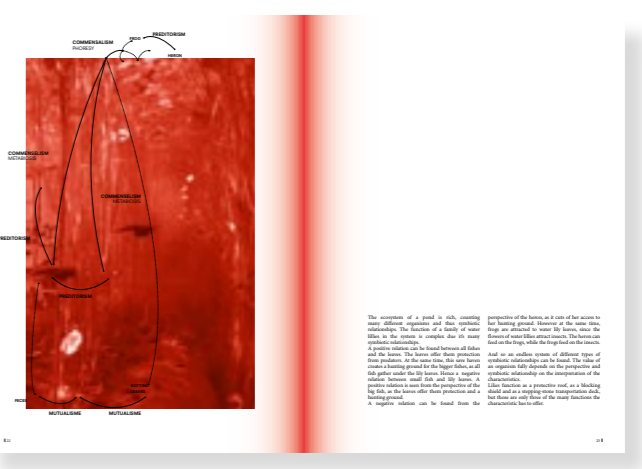 PREDITORISM
FROG
COMMENSALISM
PHORESY
HERON
COMMENSELISM
METABIOSIS
COMMENSELISM
METABIOSIS
REDITORISM
PREDITORISM
MUTUALISME
MUTUALISME
The ecosystem of a pond is rich, counting
many different organisms and thus symbiotic
relationships. The function of a family of water
lillies in the system is complex due it's many
symbiotic relationships.
A positive relation can be found between all fishes
and the leaves. The leaves offer them protection
from predators. At the same time, this save haven
creates a hunting ground for the bigger fishes, as all
fish gather under the lily leaves. Hence a negative
relation between small fish and lily leaves. A
positive relation is seen from the perspective of the
big fish, as the leaves offer them protection and a
hunting ground.
A negative relation can be found from the
perspective of the heron, as it cuts of her access to
her hunting ground. However at the same time,
frogs are attracted to water lily leaves, since the
flowers of water lillies attract insects. The heron can
feed on the frogs, while the frogs feed on the insects.
And so an endless system of different types of
symbiotic relationships can be found. The value of
an organism fully depends on the perspective and
symbiotic relationship on the interpretation of the
characteristics.
Lilies function as a protective roof, as a blocking
shield and as a stepping-stone transportation deck,
but those are only three of the many functions the
characteristic has to offer.